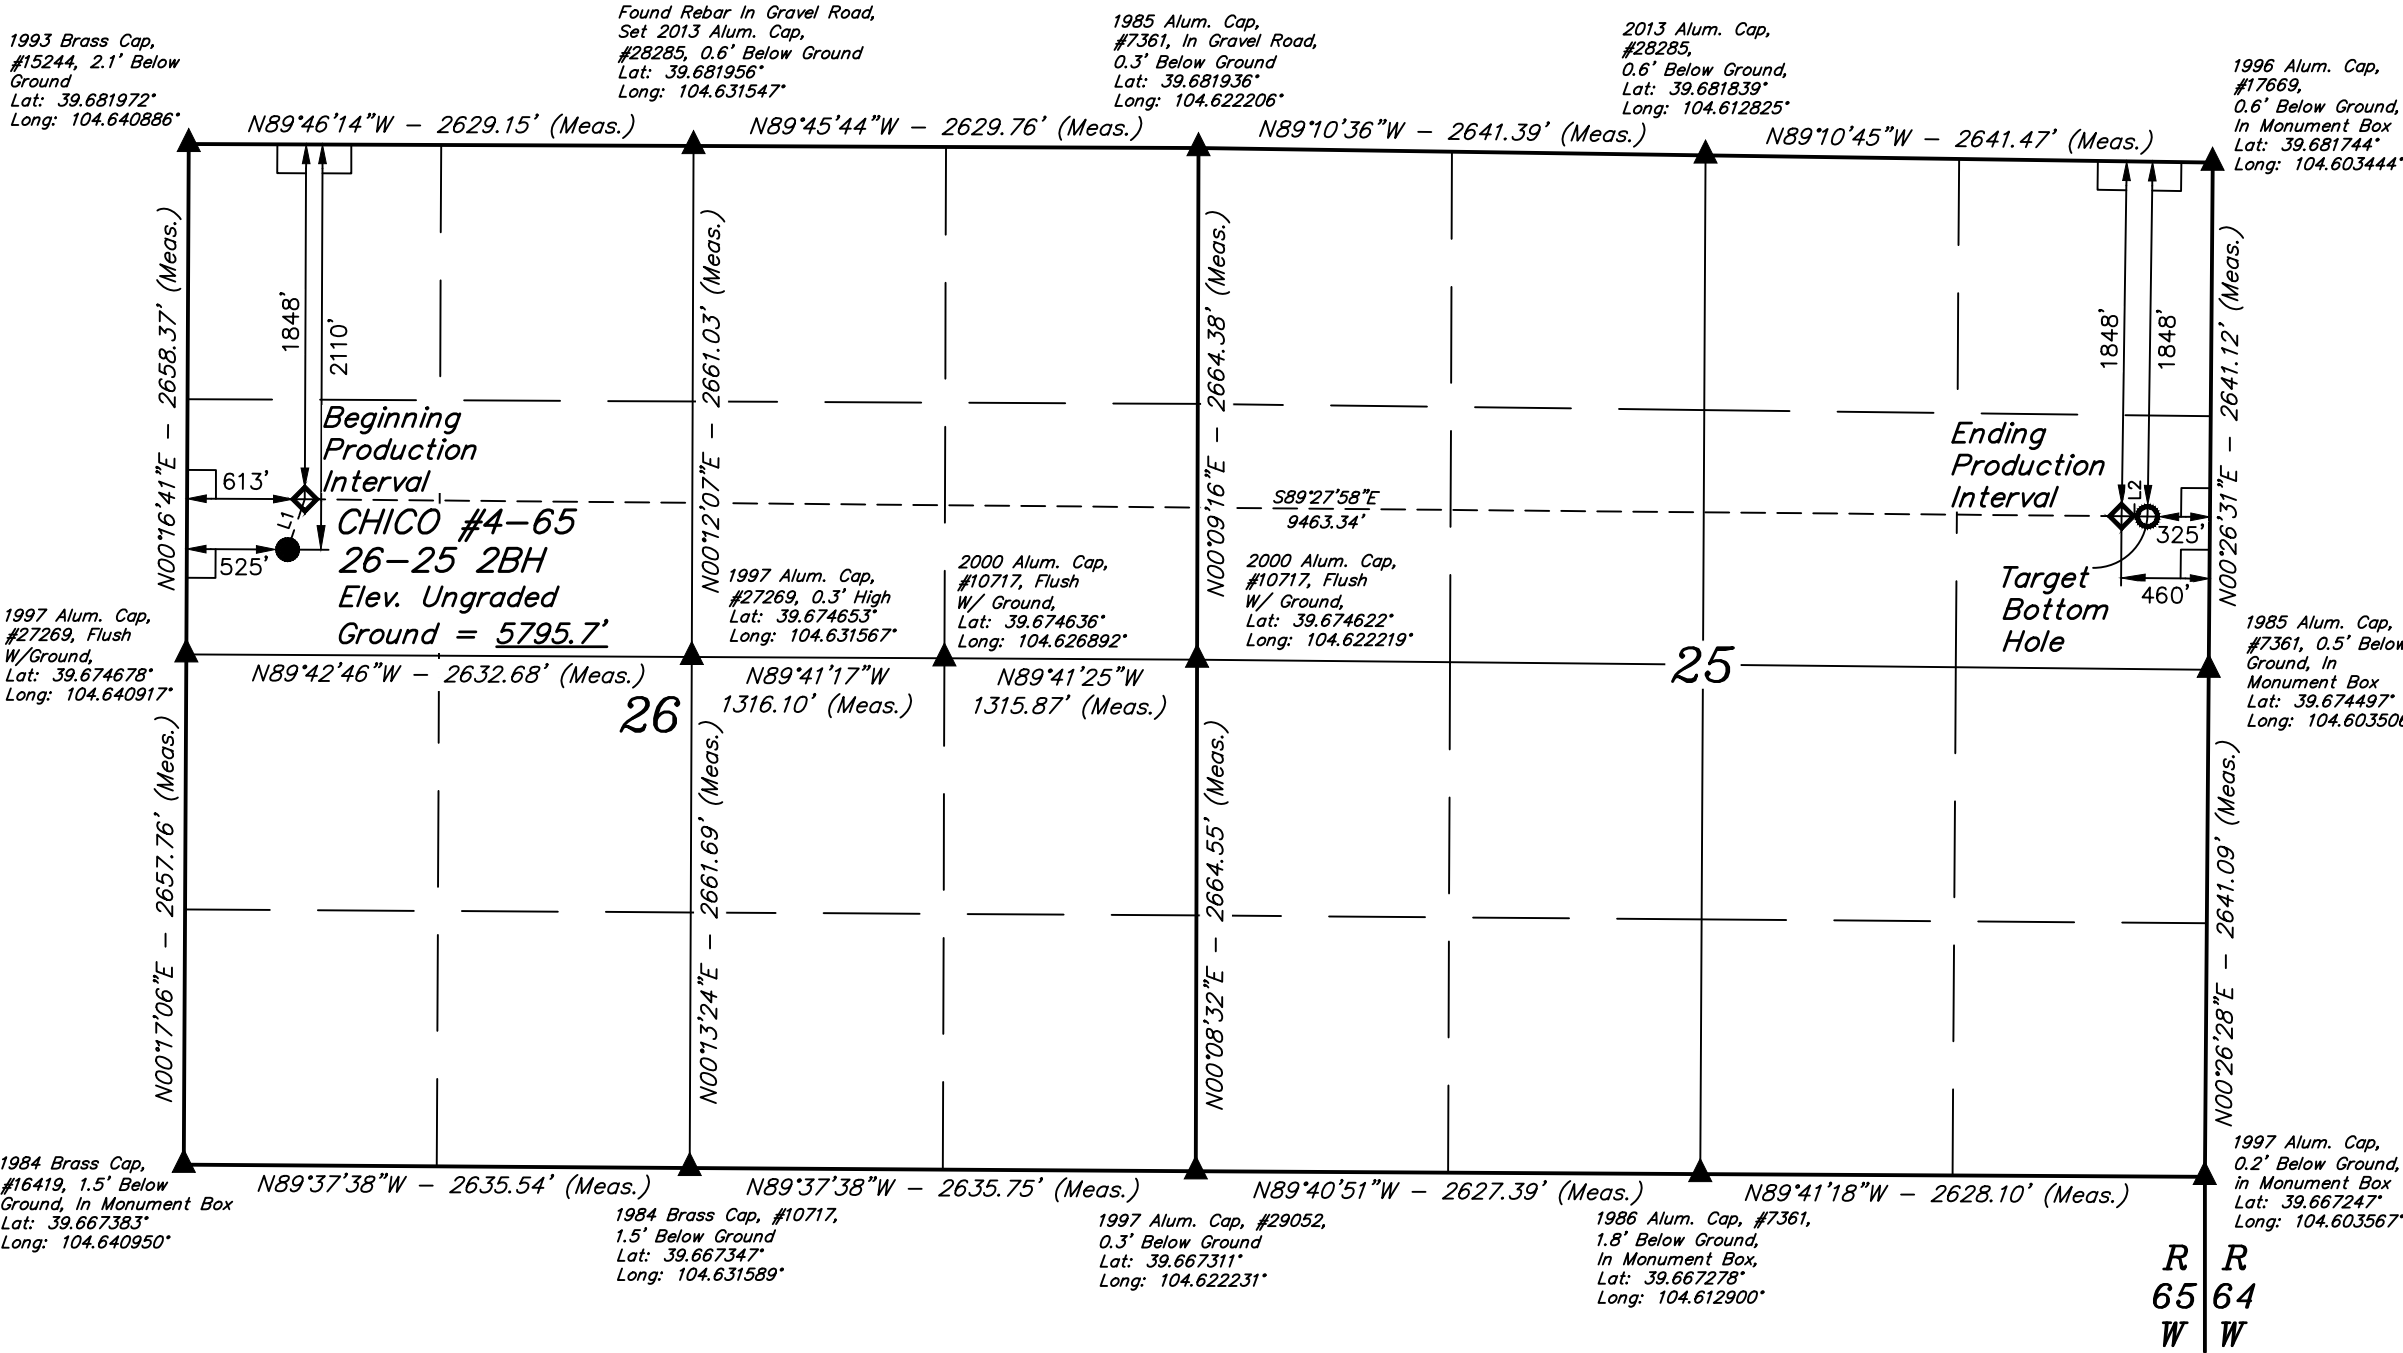 1993 Brass Cap,
#15244, 2.1' Below
Ground
Lat: 39.681972°
Long: 104.640886°
Found Rebar In Gravel Road,
Set 2013 Alum. Cap,
#28285, 0.6' Below Ground
Lat: 39.681956°
Long: 104.631547°
1985 Alum. Cap,
#7361, In Gravel Road,
0.3' Below Ground
Lat: 39.681936°
Long: 104.622206°
2013 Alum. Cap,
#28285,
0.6' Below Ground,
Lat: 39.681839°
Long: 104.612825°
1996 Alum. Cap,
#17669,
0.6' Below Ground,
In Monument Box
Lat: 39.681744°
Long: 104.603444°
N89°46'14"W - 2629.15' (Meas.)
N89°45'44"W - 2629.76' (Meas.)
N89°10'36"W - 2641.39' (Meas.)
N89°10'45"W - 2641.47' (Meas.)
N00°16'41"E - 2658.37' (Meas.)
1848'
2110'
N00°12'07"E - 2661.03' (Meas.)
N00°09'16"E - 2664.38' (Meas.)
1848'
1848'
N00°26'31"E - 2641.12' (Meas.)
Beginning
Production
Interval
613'
L1
525'
CHICO #4-65
26-25 2BH
Elev. Ungraded
Ground = 5795.7'
S89°27'58"E
9463.34'
Ending
Production
Interval
L2
325'
460'
Target
Bottom
Hole
1997 Alum. Cap,
#27269, Flush
W/Ground,
Lat: 39.674678°
Long: 104.640917°
1997 Alum. Cap,
#27269, 0.3' High
Lat: 39.674653°
Long: 104.631567°
2000 Alum. Cap,
#10717, Flush
W/ Ground,
Lat: 39.674636°
Long: 104.626892°
2000 Alum. Cap,
#10717, Flush
W/ Ground,
Lat: 39.674622°
Long: 104.622219°
1985 Alum. Cap,
#7361, 0.5' Below
Ground, In
Monument Box
Lat: 39.674497°
Long: 104.603506
N89°42'46"W - 2632.68' (Meas.)
26
N89°41'17"W
1316.10' (Meas.)
N89°41'25"W
1315.87' (Meas.)
25
N00°17'06"E - 2657.76' (Meas.)
N00°13'24"E - 2661.69' (Meas.)
N00°08'32"E - 2664.55' (Meas.)
N00°26'28"E - 2641.09' (Meas.)
N89°37'38"W - 2635.54' (Meas.)
N89°37'38"W - 2635.75' (Meas.)
N89°40'51"W - 2627.39' (Meas.)
N89°41'18"W - 2628.10' (Meas.)
1984 Brass Cap,
#16419, 1.5' Below
Ground, In Monument Box
Lat: 39.667383°
Long: 104.640950°
1984 Brass Cap, #10717,
1.5' Below Ground
Lat: 39.667347°
Long: 104.631589°
1997 Alum. Cap, #29052,
0.3' Below Ground
Lat: 39.667311°
Long: 104.622231°
1986 Alum. Cap, #7361,
1.8' Below Ground,
In Monument Box,
Lat: 39.667278°
Long: 104.612900°
1997 Alum. Cap,
0.2' Below Ground,
in Monument Box
Lat: 39.667247°
Long: 104.603567°
R R
65 64
W W